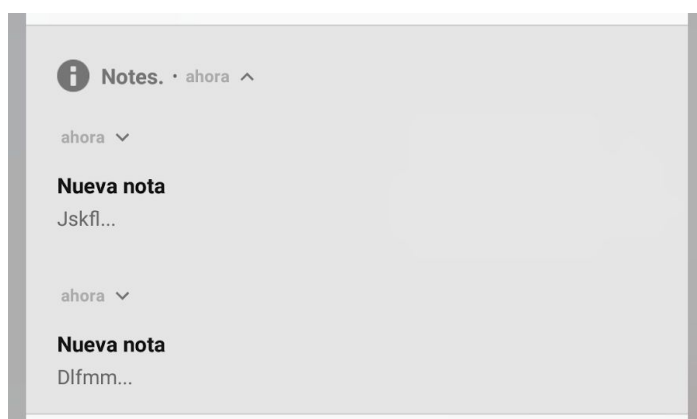 Notes. • ahora
ahora
Nueva nota
Jskfl...
ahora
Nueva nota
Dlfmm...